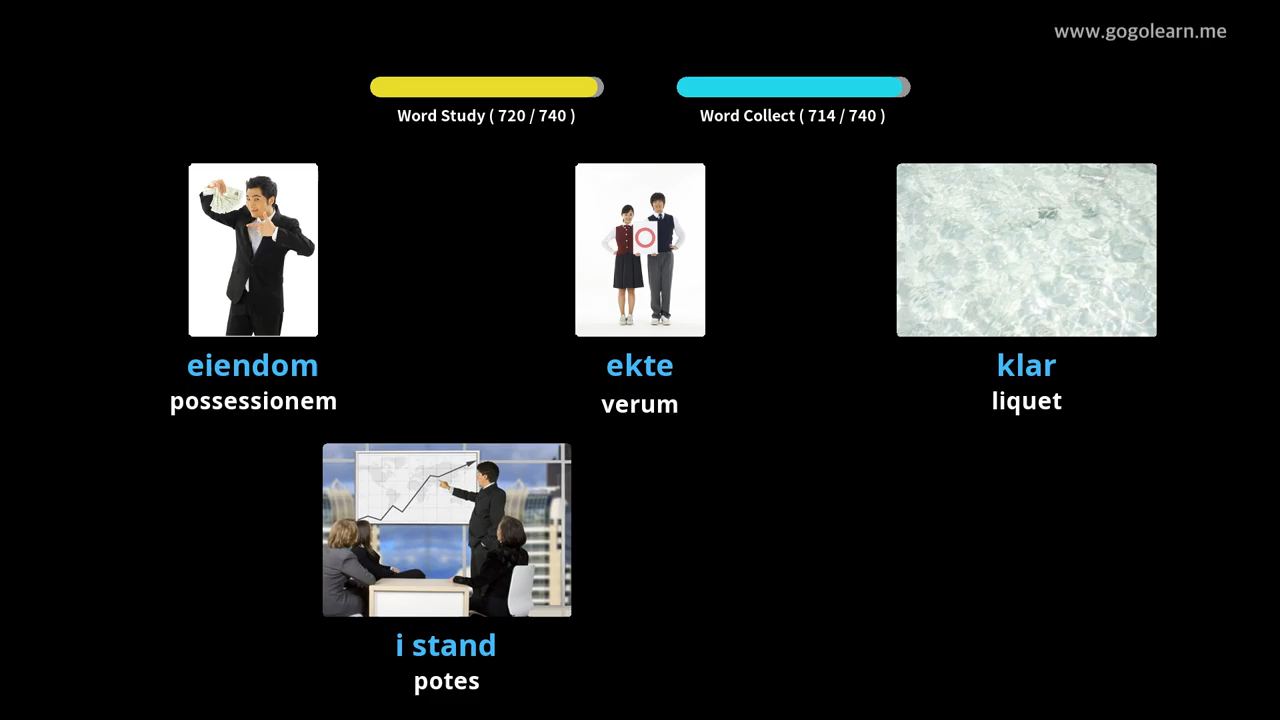 www.gogolearn.me
Word Study ( 720 / 740 )
Word Collect ( 714 / 740 )
eiendom
possessionem
ekte
verum
klar
liquet
i stand
potes